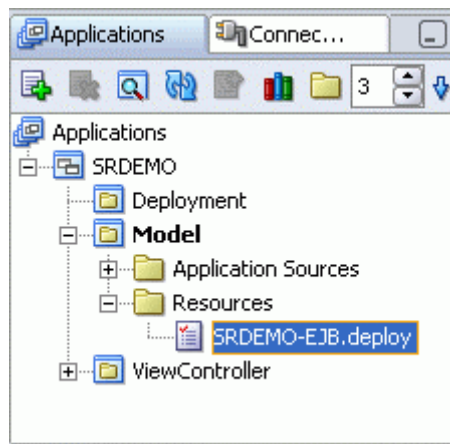 Applications Connec...
3
Applications
SRDEMO
Deployment
Model
Application Sources
Resources
SRDEMO-EJB.deploy
ViewController